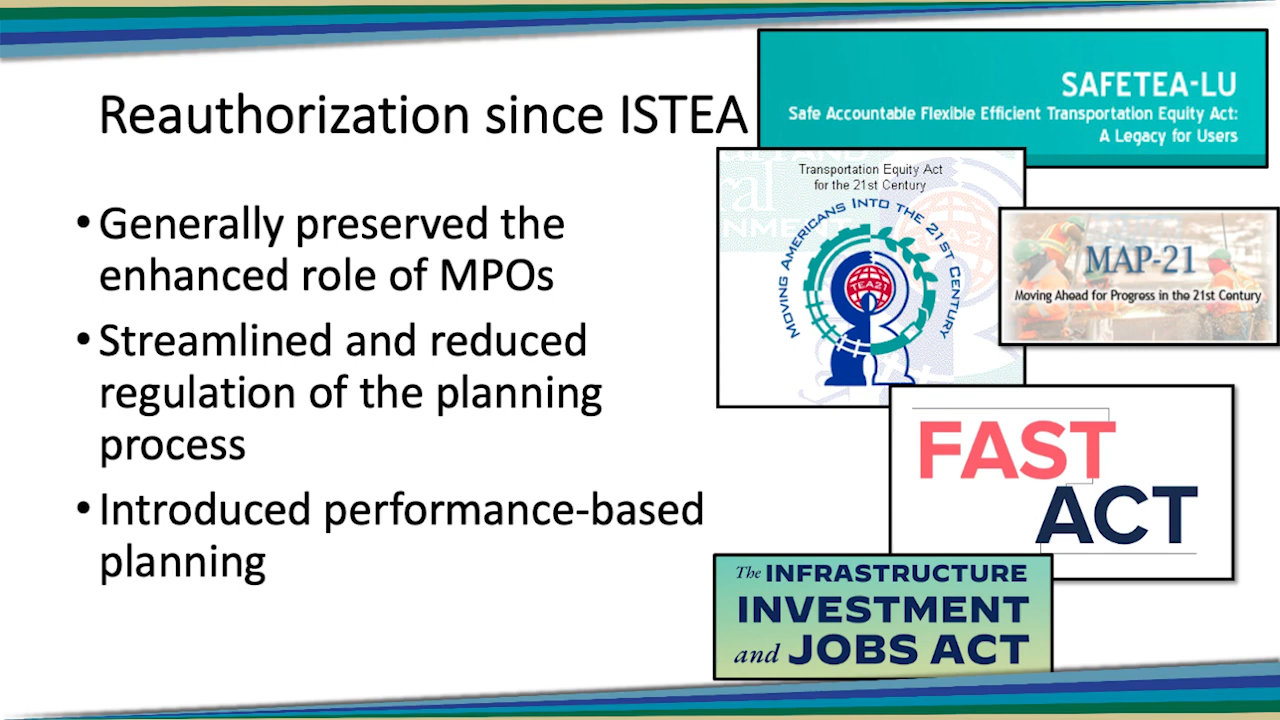 Reauthorization since ISTEA
• Generally preserved the
enhanced role of MPOs
• Streamlined and reduced
regulation of the planning
process
• Introduced performance-based
planning
SAFETEA-LU
Safe Accountable Flexible Efficient Transportation Equity Act:
A Legacy for Users
Transportation Equity Act
for the 21st Century
MOVING AMERICANS INTO THE 21ST CENTURY
TEA21
MAP-21
Moving Ahead for Progress in the 21st Century
FAST
ACT
The INFRASTRUCTURE
INVESTMENT
and JOBS ACT